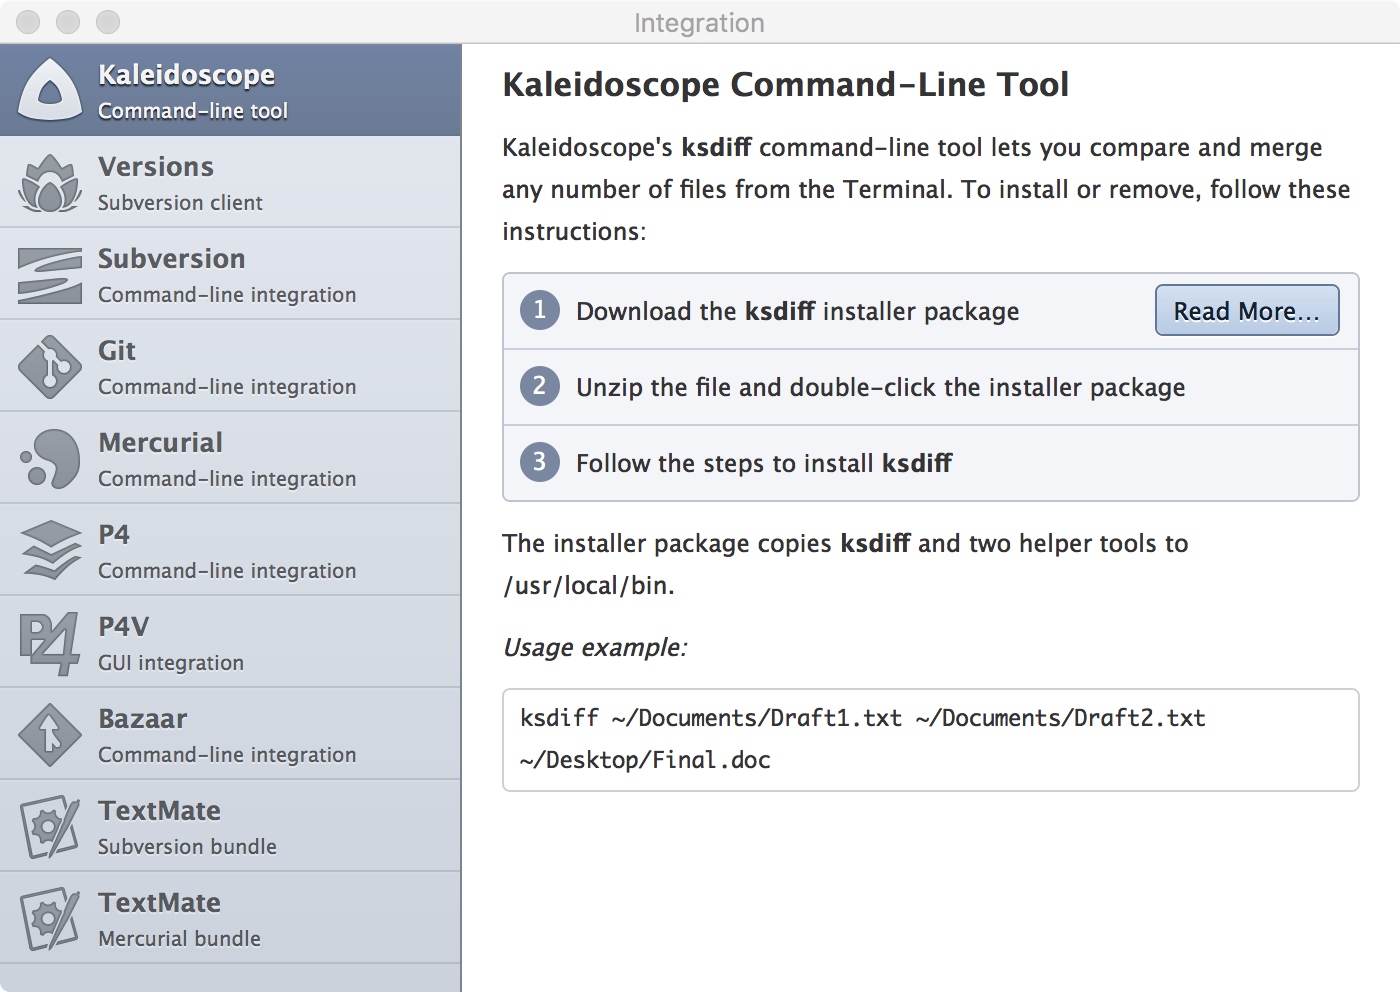 Integration
Kaleidoscope
Command-line tool
Versions
Subversion client
Subversion
Command-line integration
Git
Command-line integration
Mercurial
Command-line integration
P4
Command-line integration
P4
P4V
GUI integration
Bazaar
Command-line integration
TextMate
Subversion bundle
TextMate
Mercurial bundle
Kaleidoscope Command-Line Tool
Kaleidoscope's ksdiff command-line tool lets you compare and merge
any number of files from the Terminal. To install or remove, follow these
instructions:
1 Download the ksdiff installer package
Read More...
2 Unzip the file and double-click the installer package
3 Follow the steps to install ksdiff
The installer package copies ksdiff and two helper tools to
/usr/local/bin.
Usage example:
ksdiff ~/Documents/Draft1.txt ~/Documents/Draft2.txt
~/Desktop/Final.doc